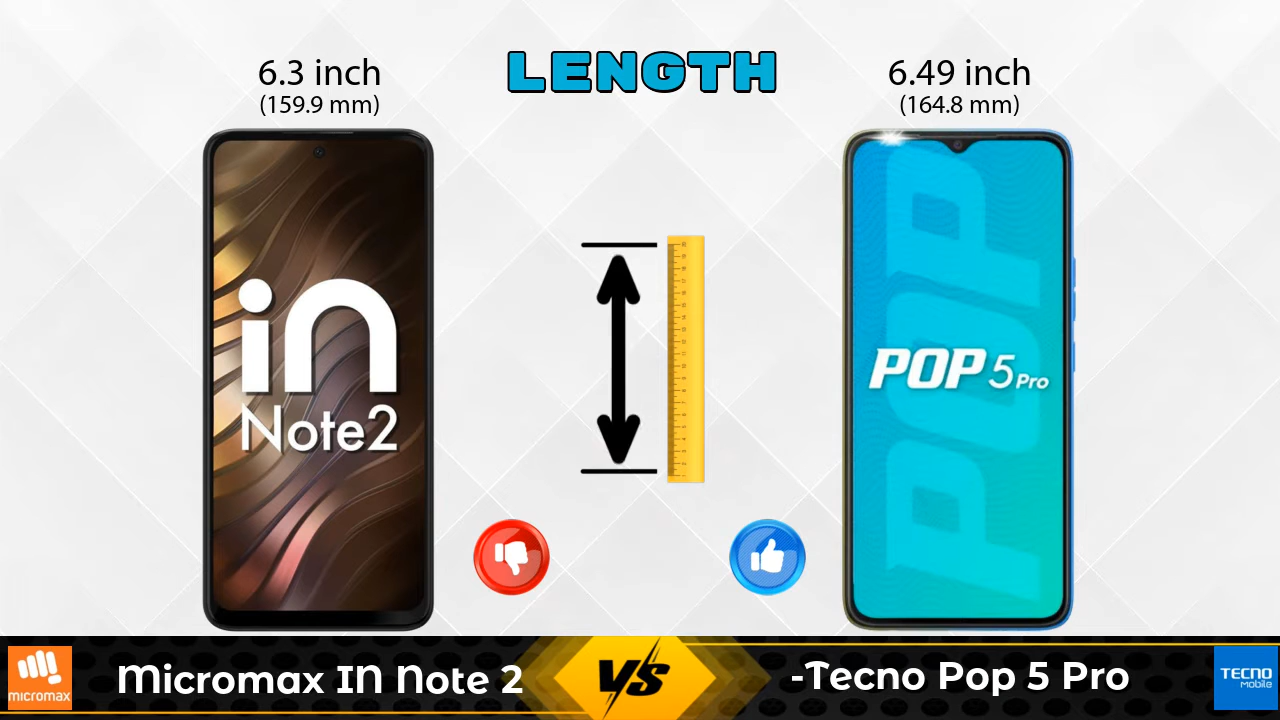 LENGTH
6.3 inch
(159.9 mm)
6.49 inch
(164.8 mm)
in
Note2
POP
POP 5 Pro
micromax
Micromax IN Note 2
VS
-Tecno Pop 5 Pro
TECNO
mobile